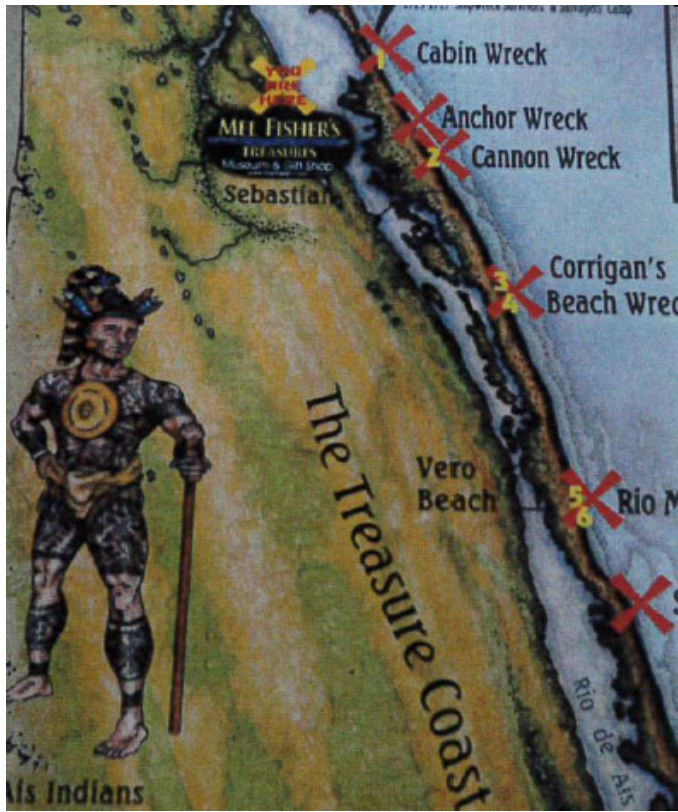 1
Cabin Wreck
YOU
ARE
HERE
MEL FISHER'S
TREASURES
Museum & Gift Shop
Anchor Wreck
2
Cannon Wreck
Sebastian
3
4
Corrigan's
Beach Wrec
The Treasure Coast
Vero
Beach
5
6
Rio M
S
Rio de Ais
Ais Indians